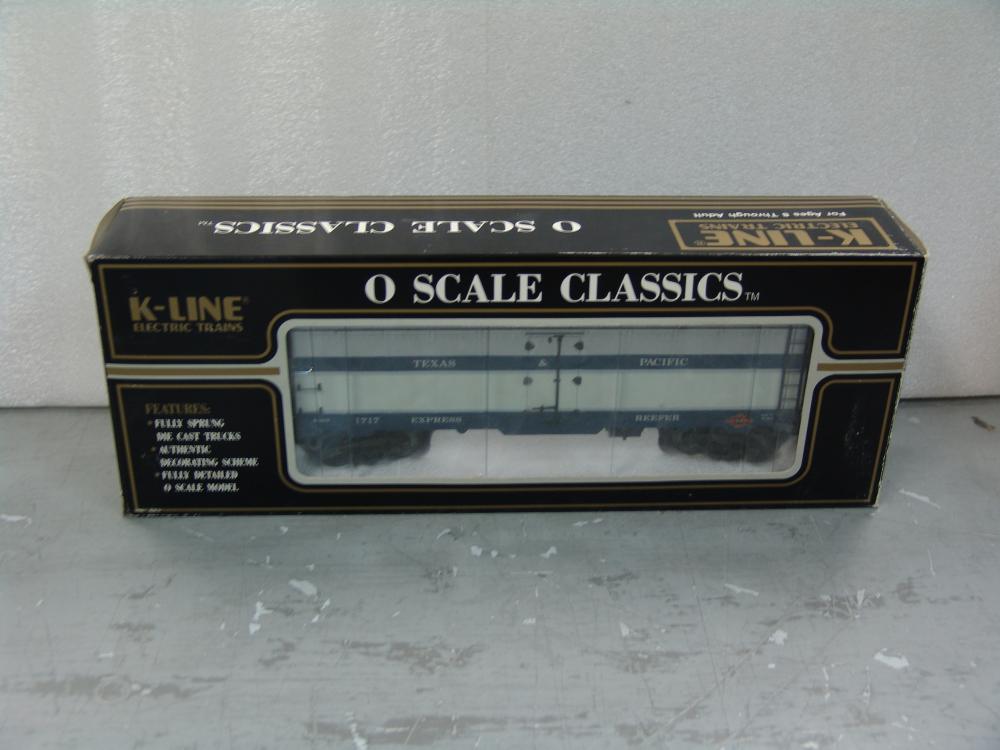 O SCALE CLASSICS™
K-LINE®
ELECTRIC TRAINS
For Ages 8 Through Adult
O SCALE CLASSICS™
K-LINE®
ELECTRIC TRAINS
TEXAS & PACIFIC
1717 EXPRESS REEFER
FEATURES:
• FULLY SPRUNG
DIE CAST TRUCKS
• AUTHENTIC
DECORATING SCHEME
• FULLY DETAILED
O SCALE MODEL